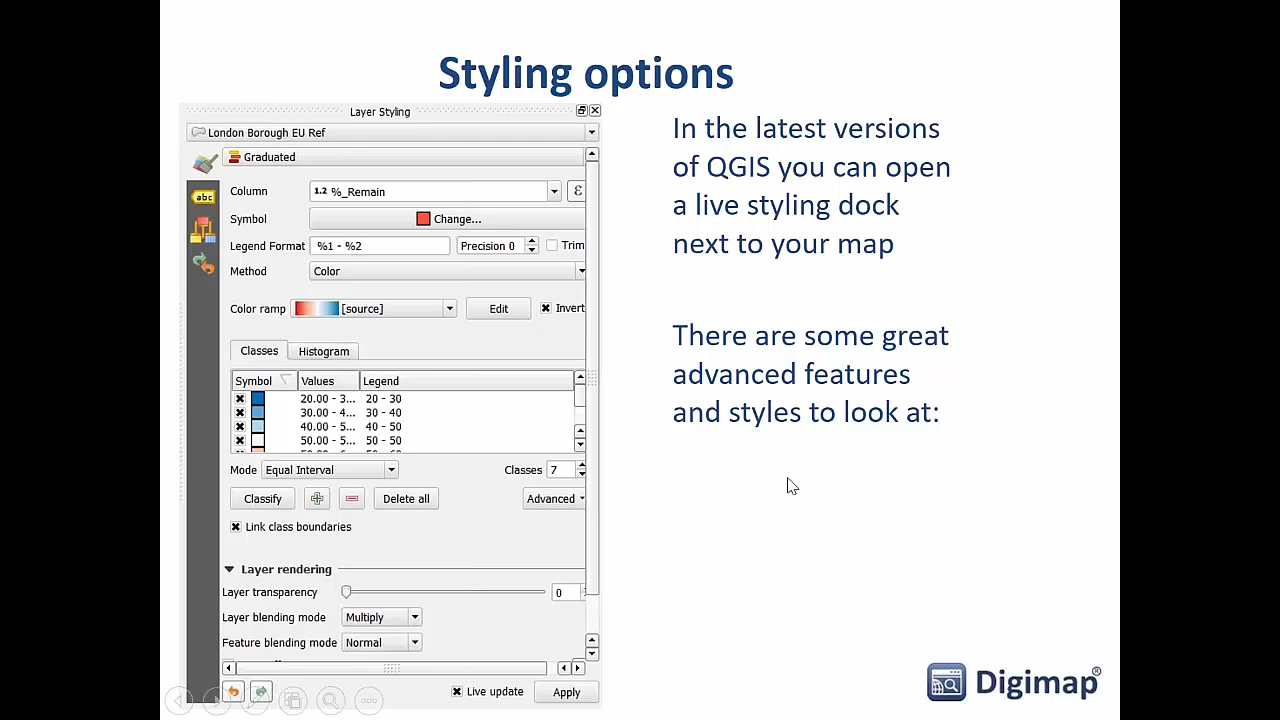 Styling options
Layer Styling
London Borough EU Ref
Graduated
Column
1.2 %_Remain
ε
Symbol
Change...
Legend Format
%1 - %2
Precision 0
Trim
Method
Color
Color ramp
[source]
Edit
Invert
Classes
Histogram
Symbol
Values
Legend
20.00 - 3...
20 - 30
30.00 - 4...
30 - 40
40.00 - 5...
40 - 50
50.00 - 5...
50 - 50
Mode
Equal Interval
Classes
7
Classify
Delete all
Advanced
Link class boundaries
Layer rendering
Layer transparency
0
Layer blending mode
Multiply
Feature blending mode
Normal
Live update
Apply
abc
In the latest versions
of QGIS you can open
a live styling dock
next to your map
There are some great
advanced features
and styles to look at:
Digimap®